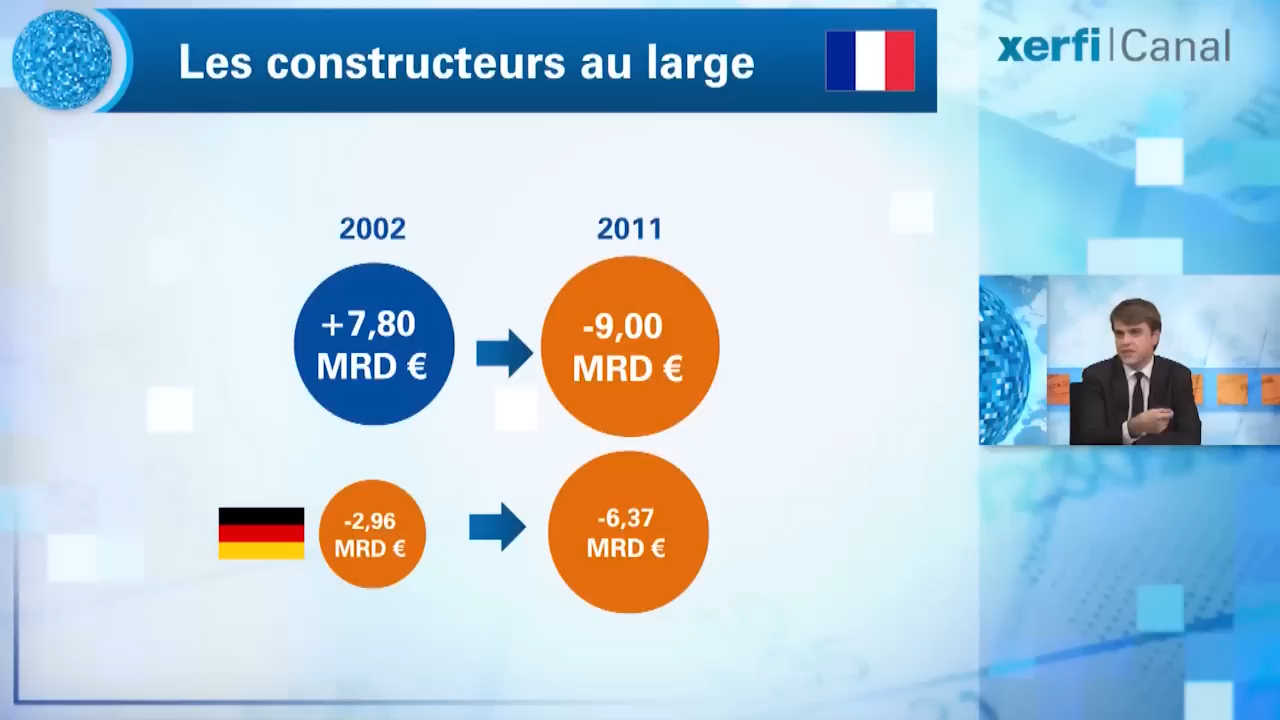 Les constructeurs au large
xerfi|Canal
2002
2011
+7,80
MRD €
-9,00
MRD €
-2,96
MRD €
-6,37
MRD €